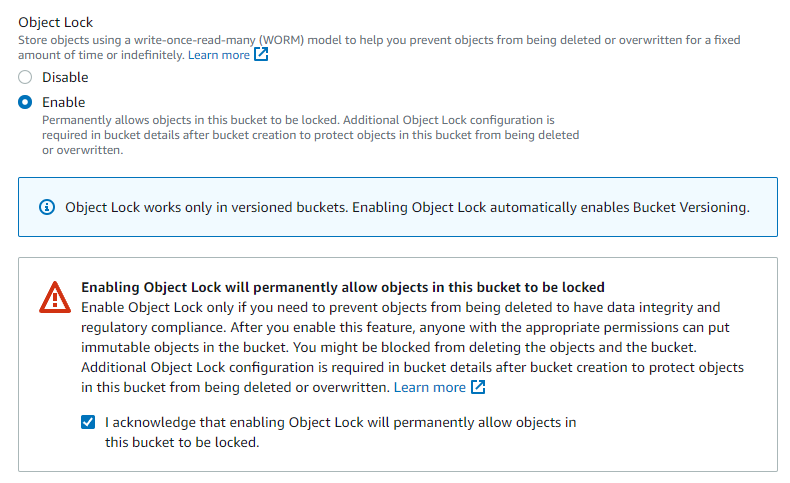 Object Lock
Store objects using a write-once-read-many (WORM) model to help you prevent objects from being deleted or overwritten for a fixed
amount of time or indefinitely. Learn more
Disable
Enable
Permanently allows objects in this bucket to be locked. Additional Object Lock configuration is
required in bucket details after bucket creation to protect objects in this bucket from being deleted
or overwritten.
Object Lock works only in versioned buckets. Enabling Object Lock automatically enables Bucket Versioning.
Enabling Object Lock will permanently allow objects in this bucket to be locked
Enable Object Lock only if you need to prevent objects from being deleted to have data integrity and
regulatory compliance. After you enable this feature, anyone with the appropriate permissions can put
immutable objects in the bucket. You might be blocked from deleting the objects and the bucket.
Additional Object Lock configuration is required in bucket details after bucket creation to protect objects
in this bucket from being deleted or overwritten. Learn more
I acknowledge that enabling Object Lock will permanently allow objects in
this bucket to be locked.